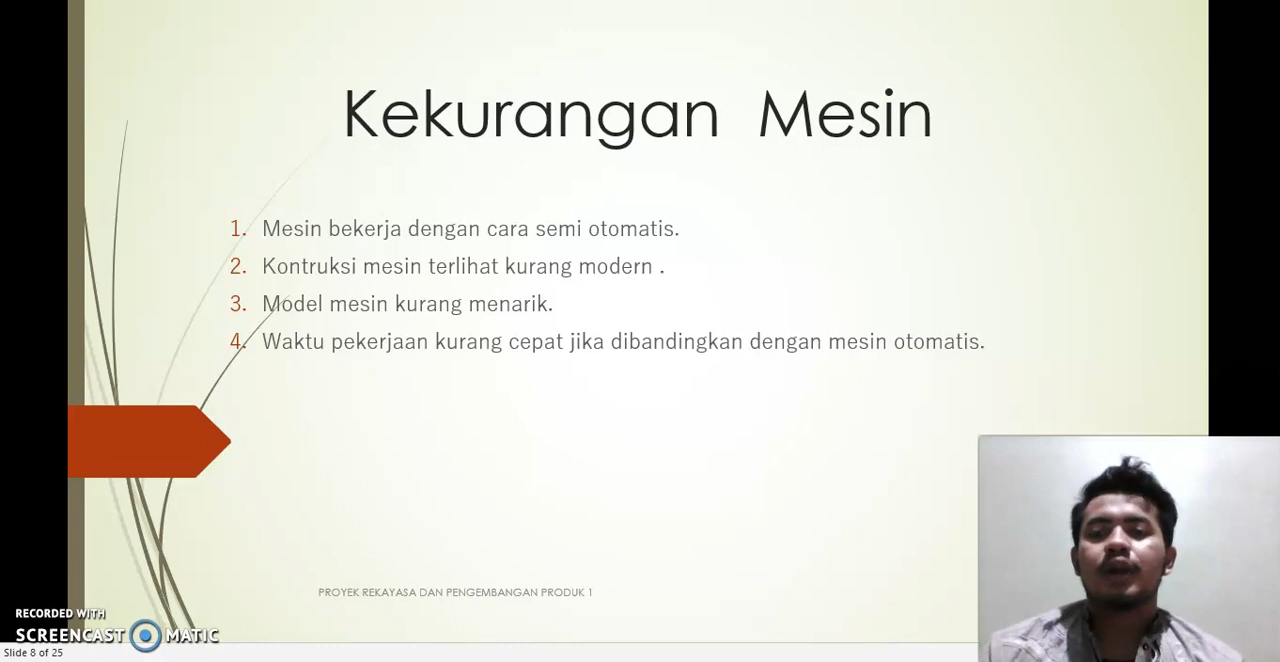 Kekurangan Mesin
1. Mesin bekerja dengan cara semi otomatis.
2. Kontruksi mesin terlihat kurang modern .
3. Model mesin kurang menarik.
4. Waktu pekerjaan kurang cepat jika dibandingkan dengan mesin otomatis.
PROYEK REKAYASA DAN PENGEMBANGAN PRODUK 1
RECORDED WITH
SCREENCAST MATIC
Slide 8 of 25